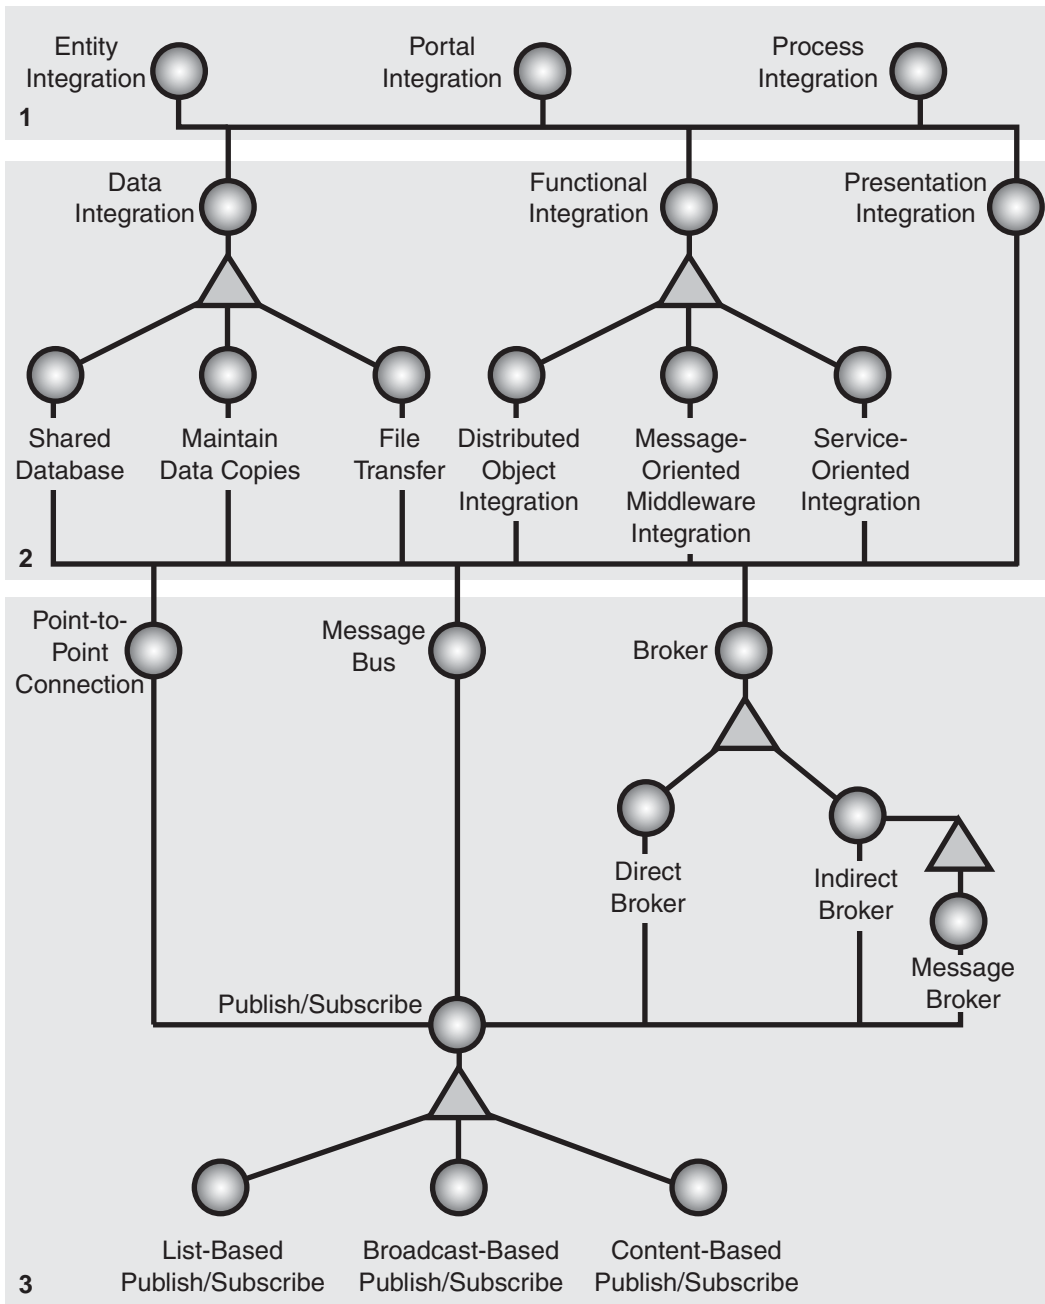 Entity
Integration
Portal
Integration
Process
Integration
1
Data
Integration
Functional
Integration
Presentation
Integration
Shared
Database
Maintain
Data Copies
File
Transfer
Distributed
Object
Integration
Message-
Oriented
Middleware
Integration
Service-
Oriented
Integration
2
Point-to-
Point
Connection
Message
Bus
Broker
Direct
Broker
Indirect
Broker
Message
Broker
Publish/Subscribe
List-Based
Publish/Subscribe
Broadcast-Based
Publish/Subscribe
Content-Based
Publish/Subscribe
3